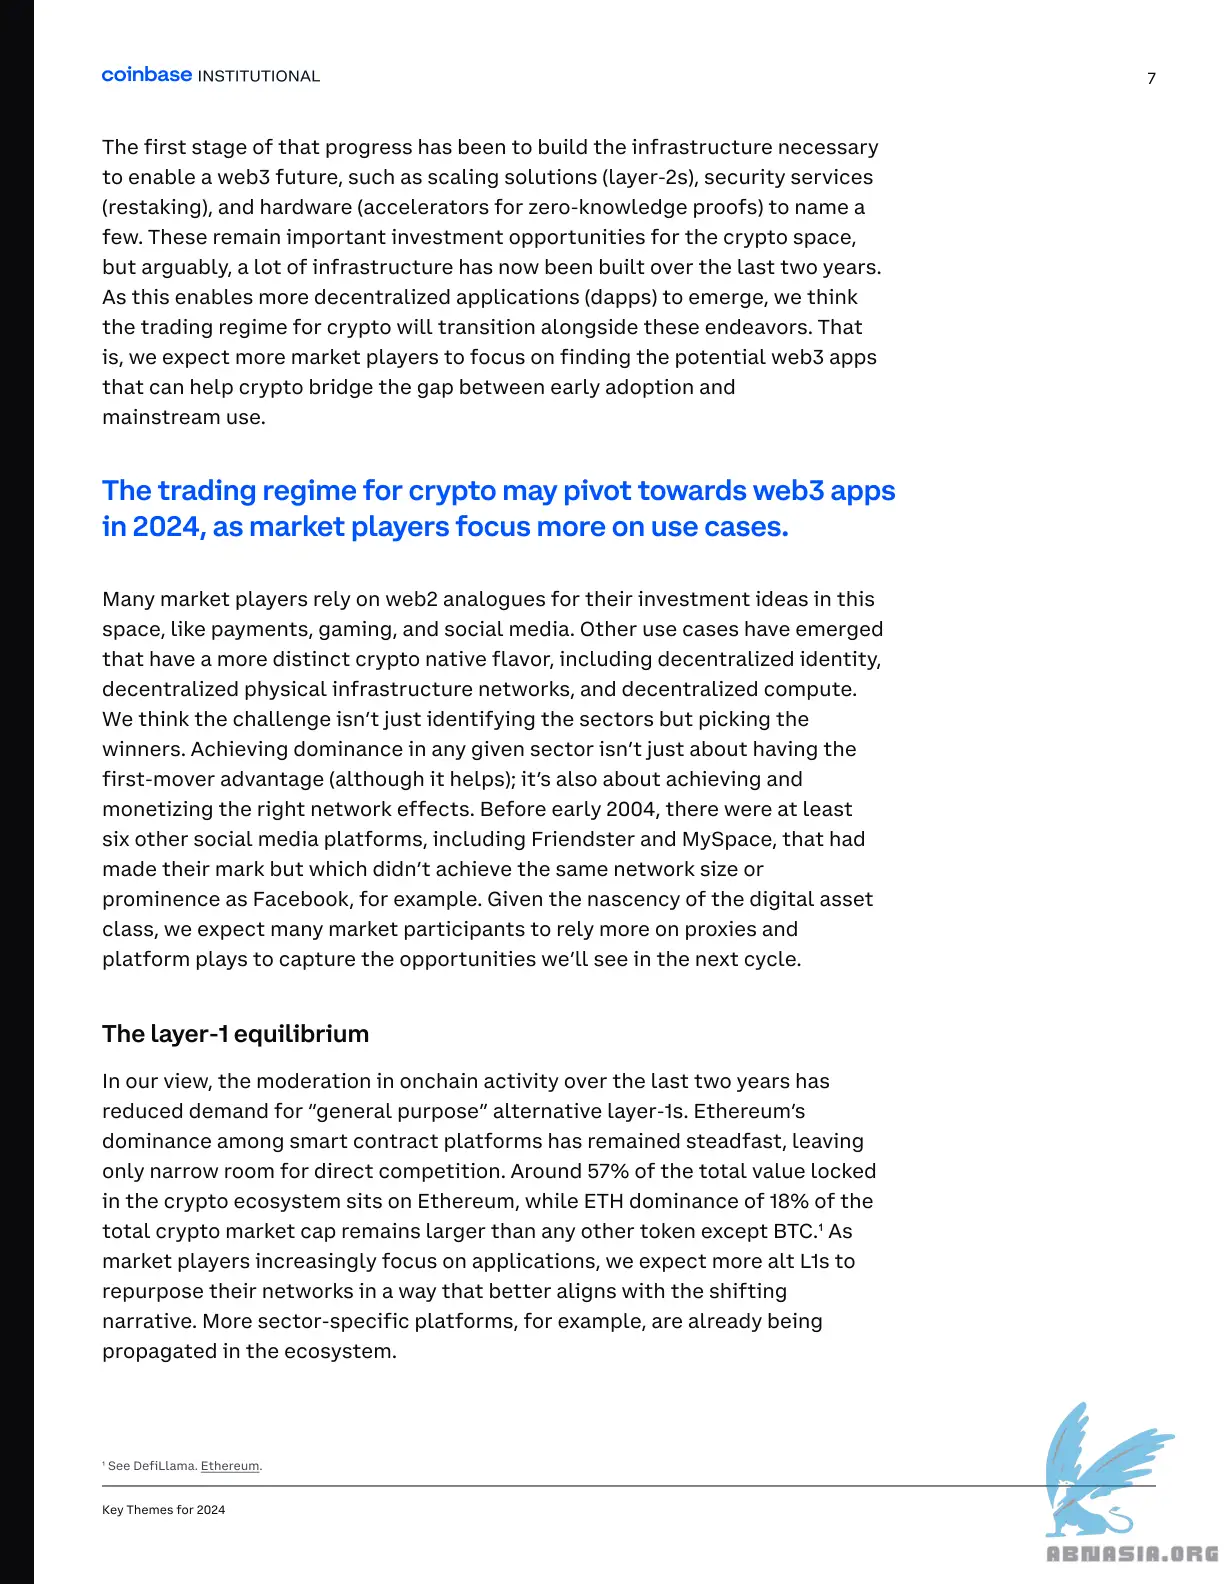 coinbase INSTITUTIONAL
7
The first stage of that progress has been to build the infrastructure necessary
to enable a web3 future, such as scaling solutions (layer-2s), security services
(restaking), and hardware (accelerators for zero-knowledge proofs) to name a
few. These remain important investment opportunities for the crypto space,
but arguably, a lot of infrastructure has now been built over the last two years.
As this enables more decentralized applications (dapps) to emerge, we think
the trading regime for crypto will transition alongside these endeavors. That
is, we expect more market players to focus on finding the potential web3 apps
that can help crypto bridge the gap between early adoption and
mainstream use.
The trading regime for crypto may pivot towards web3 apps
in 2024, as market players focus more on use cases.
Many market players rely on web2 analogues for their investment ideas in this
space, like payments, gaming, and social media. Other use cases have emerged
that have a more distinct crypto native flavor, including decentralized identity,
decentralized physical infrastructure networks, and decentralized compute.
We think the challenge isn’t just identifying the sectors but picking the
winners. Achieving dominance in any given sector isn’t just about having the
first-mover advantage (although it helps); it’s also about achieving and
monetizing the right network effects. Before early 2004, there were at least
six other social media platforms, including Friendster and MySpace, that had
made their mark but which didn’t achieve the same network size or
prominence as Facebook, for example. Given the nascency of the digital asset
class, we expect many market participants to rely more on proxies and
platform plays to capture the opportunities we’ll see in the next cycle.
The layer-1 equilibrium
In our view, the moderation in onchain activity over the last two years has
reduced demand for “general purpose” alternative layer-1s. Ethereum’s
dominance among smart contract platforms has remained steadfast, leaving
only narrow room for direct competition. Around 57% of the total value locked
in the crypto ecosystem sits on Ethereum, while ETH dominance of 18% of the
total crypto market cap remains larger than any other token except BTC.¹ As
market players increasingly focus on applications, we expect more alt L1s to
repurpose their networks in a way that better aligns with the shifting
narrative. More sector-specific platforms, for example, are already being
propagated in the ecosystem.
¹ See DefiLlama. Ethereum.
Key Themes for 2024
ABNASIA.ORG